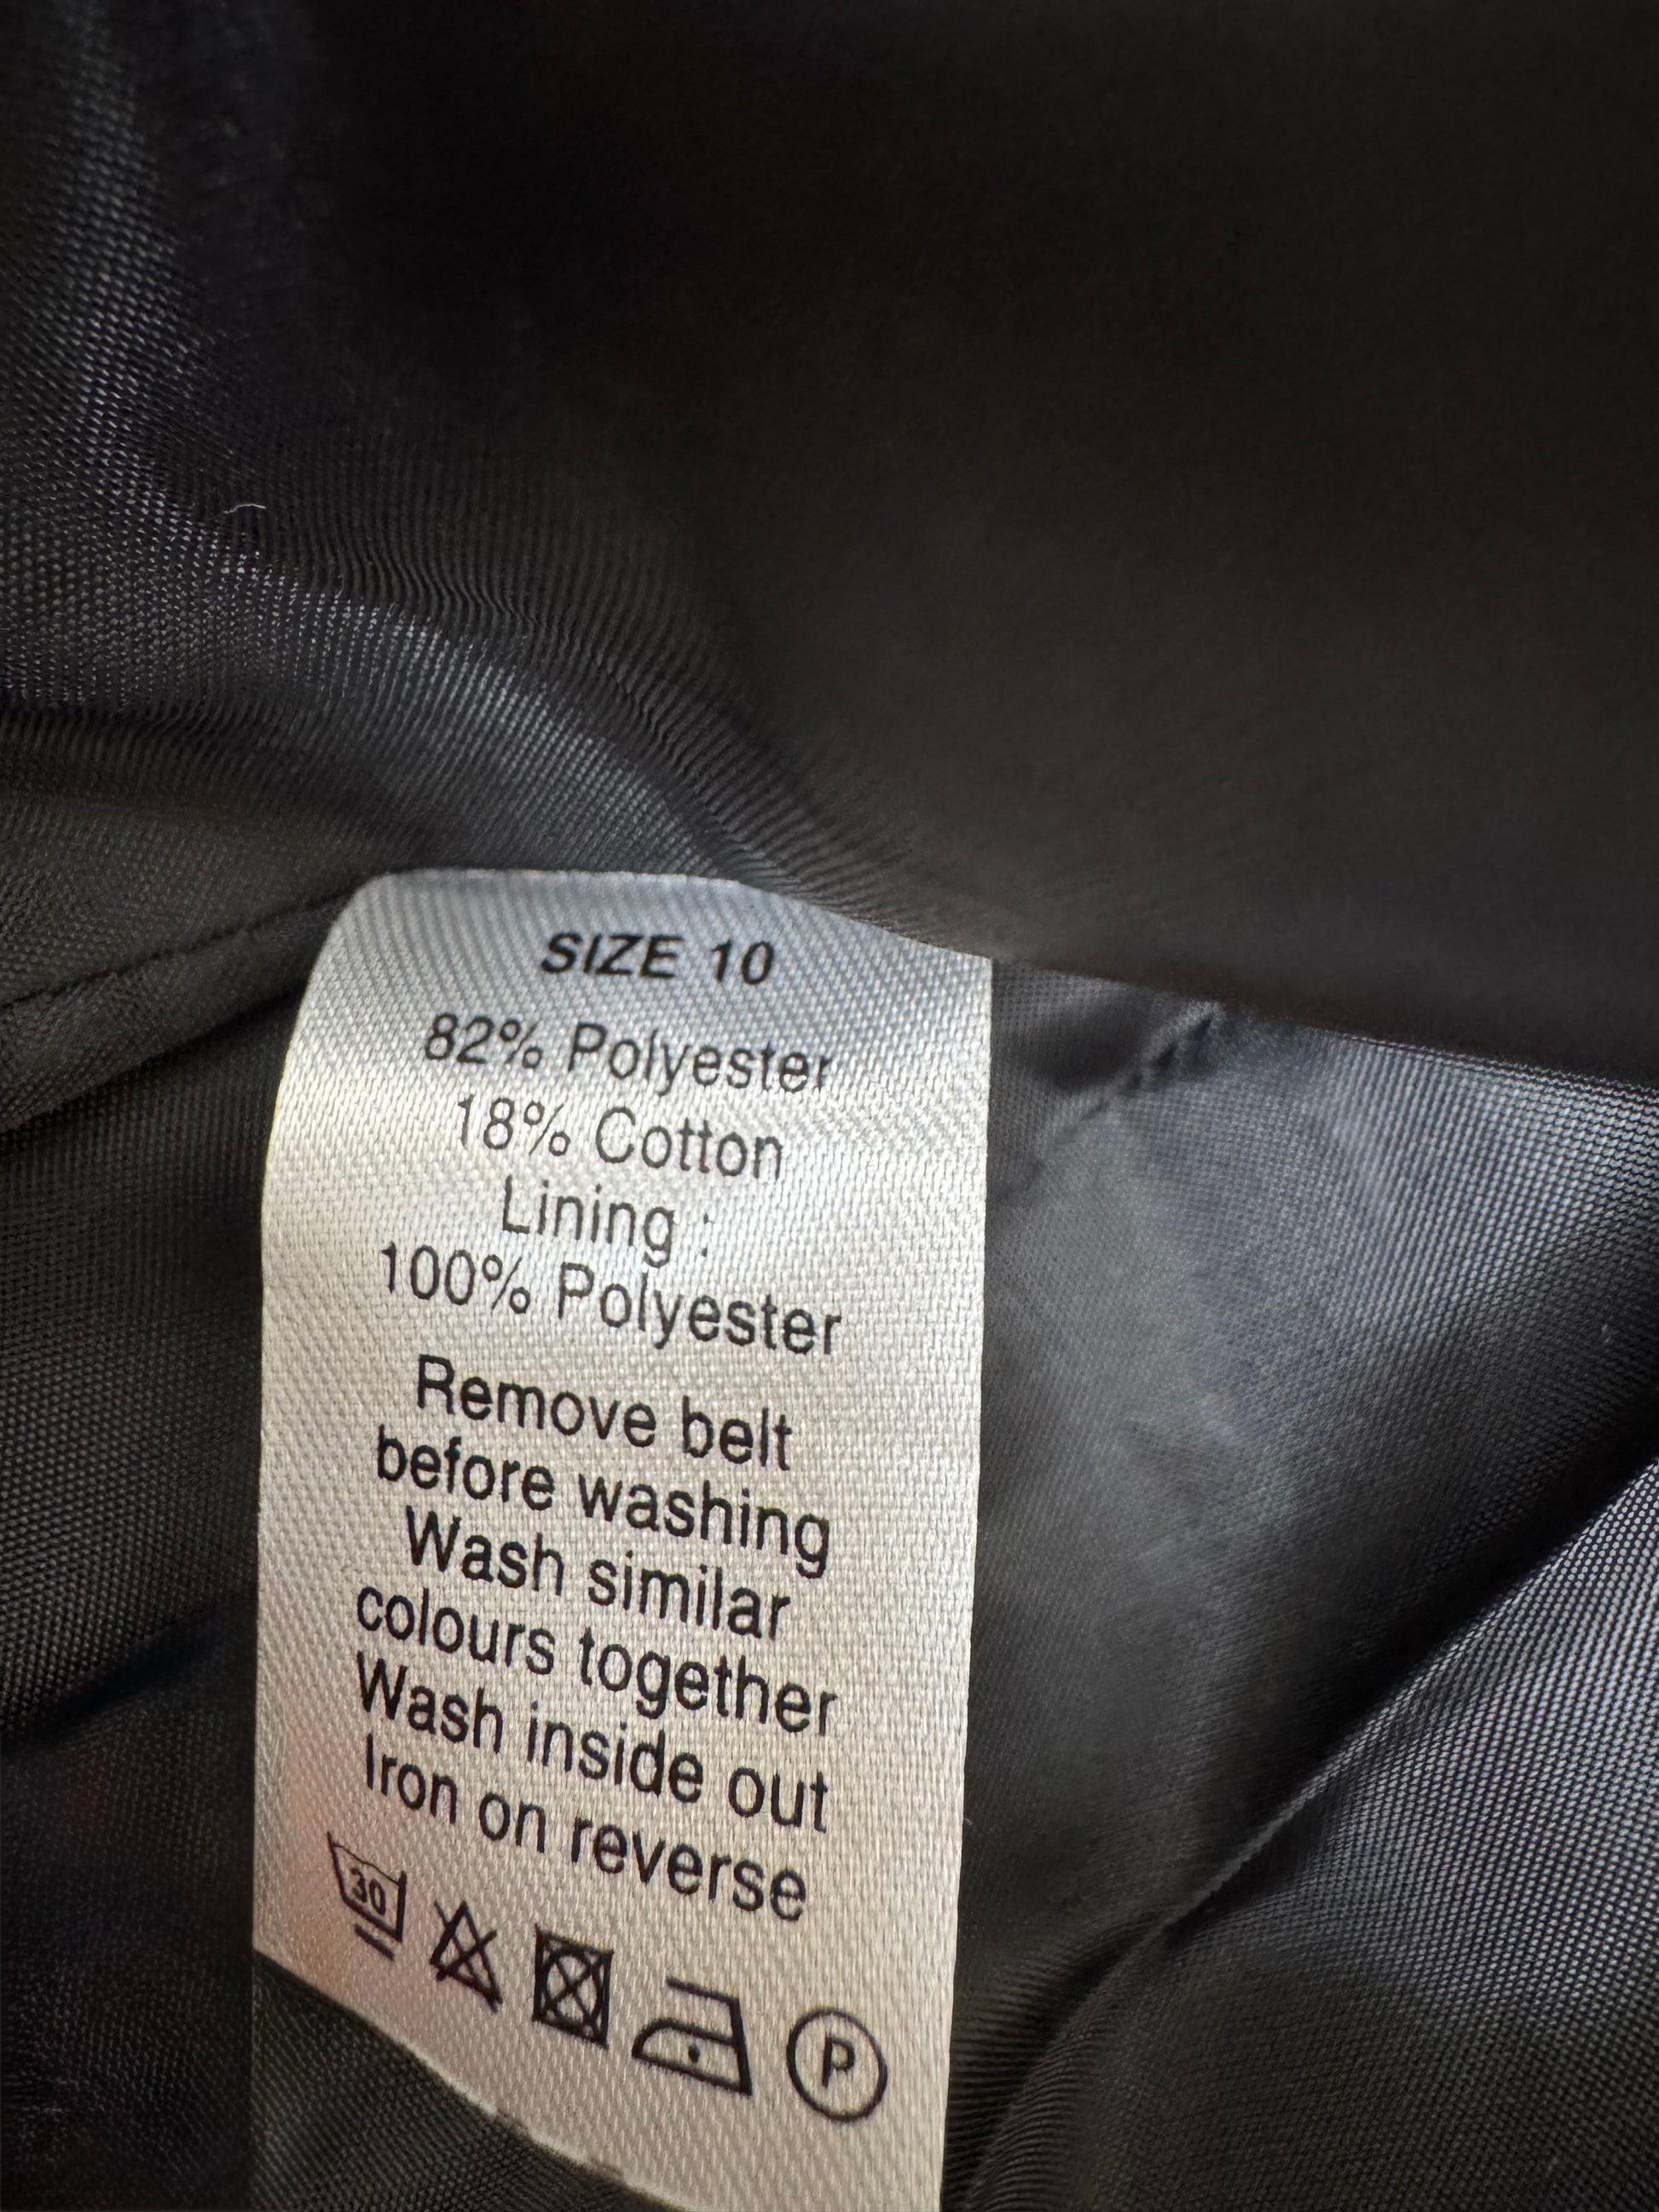 SIZE 10
82% Polyester
18% Cotton
Lining :
100% Polyester
Remove belt
before washing
Wash similar
colours together
Wash inside out
Iron on reverse
30
P